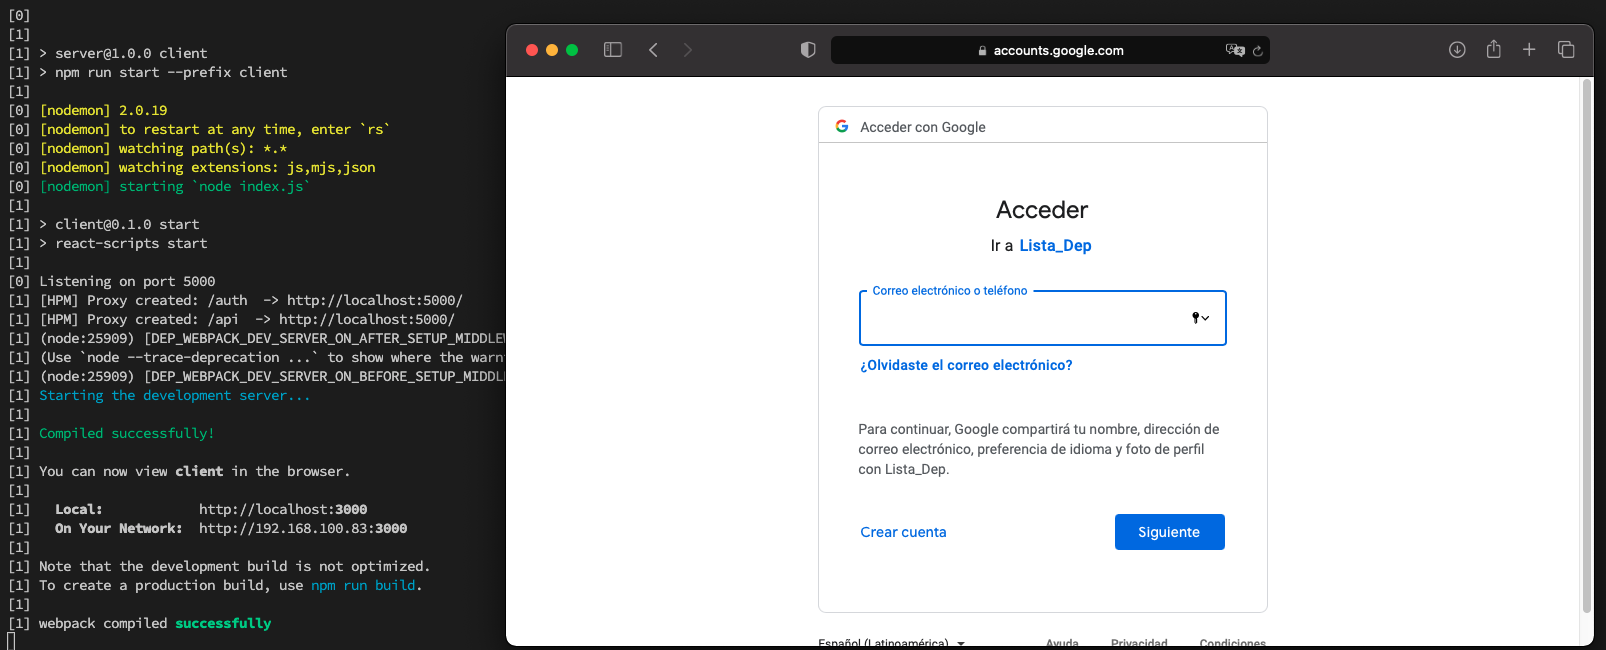 [0]
[1]
[1] > server@1.0.0 client
[1] > npm run start --prefix client
[1]
[0] [nodemon] 2.0.19
[0] [nodemon] to restart at any time, enter `rs`
[0] [nodemon] watching path(s): *.*
[0] [nodemon] watching extensions: js,mjs,json
[0] [nodemon] starting `node index.js`
[1]
[1] > client@0.1.0 start
[1] > react-scripts start
[1]
[0] Listening on port 5000
[1] [HPM] Proxy created: /auth  -> http://localhost:5000/
[1] [HPM] Proxy created: /api  -> http://localhost:5000/
[1] (node:25909) [DEP_WEBPACK_DEV_SERVER_ON_AFTER_SETUP_MIDDLEW
[1] (Use `node --trace-deprecation ...` to show where the warn
[1] (node:25909) [DEP_WEBPACK_DEV_SERVER_ON_BEFORE_SETUP_MIDDL
[1] Starting the development server...
[1]
[1] Compiled successfully!
[1]
[1] You can now view client in the browser.
[1]
[1]   Local:            http://localhost:3000
[1]   On Your Network:  http://192.168.100.83:3000
[1]
[1] Note that the development build is not optimized.
[1] To create a production build, use npm run build.
[1]
[1] webpack compiled successfully
accounts.google.com
Acceder con Google
Acceder
Ir a Lista_Dep
Correo electrónico o teléfono
¿Olvidaste el correo electrónico?
Para continuar, Google compartirá tu nombre, dirección de
correo electrónico, preferencia de idioma y foto de perfil
con Lista_Dep.
Crear cuenta
Siguiente
Español (Latinoamérica)
Ayuda
Privacidad
Condiciones